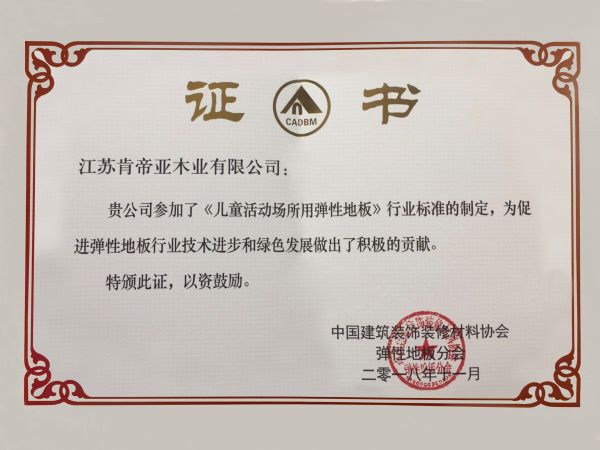 证 书
CADBM
江苏肯帝亚木业有限公司：
贵公司参加了《儿童活动场所用弹性地板》行业标准的制定，为促
进弹性地板行业技术进步和绿色发展做出了积极的贡献。
特颁此证，以资鼓励。
中国建筑装饰装修材料协会
弹性地板分会
二零一八年十一月